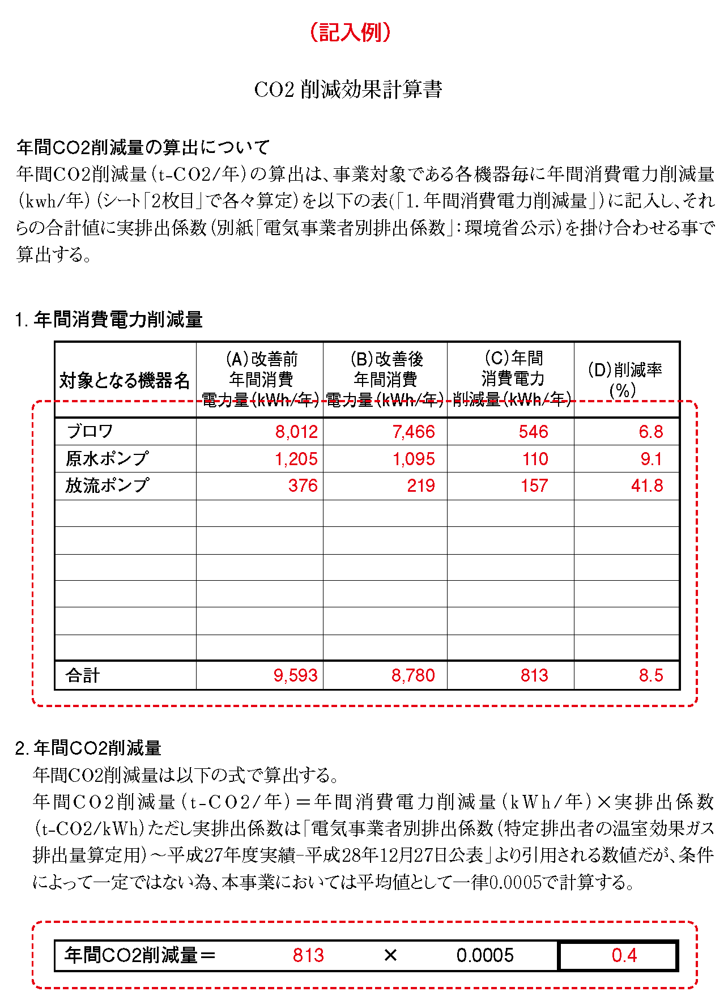 （記入例）
CO2 削減効果計算書
年間CO2削減量の算出について
年間CO2削減量（t-CO2/年）の算出は、事業対象である各機器毎に年間消費電力削減量
（kwh/年）（シート「2枚目」で各々算定）を以下の表(「1. 年間消費電力削減量」）に記入し、それ
らの合計値に実排出係数（別紙「電気事業者別排出係数」：環境省公示）を掛け合わせる事で
算出する。
1. 年間消費電力削減量
対象となる機器名 （A）改善前 年間消費 電力量（kWh/年） （B）改善後 年間消費 電力量（kWh/年） （C）年間 消費電力 削減量（kWh/年） （D）削減率 （%）
ブロワ 8,012 7,466 546 6.8
原水ポンプ 1,205 1,095 110 9.1
放流ポンプ 376 219 157 41.8
合計 9,593 8,780 813 8.5
2. 年間CO2削減量
年間CO2削減量は以下の式で算出する。
年間CO2削減量（t-CO2/年）＝年間消費電力削減量（kWh/年）×実排出係数
（t-CO2/kWh）ただし実排出係数は「電気事業者別排出係数（特定排出者の温室効果ガス
排出量算定用）～平成27年度実績-平成28年12月27日公表」より引用される数値だが、条件
によって一定ではない為、本事業においては平均値として一律0.0005で計算する。
年間CO2削減量＝ 813 × 0.0005 0.4